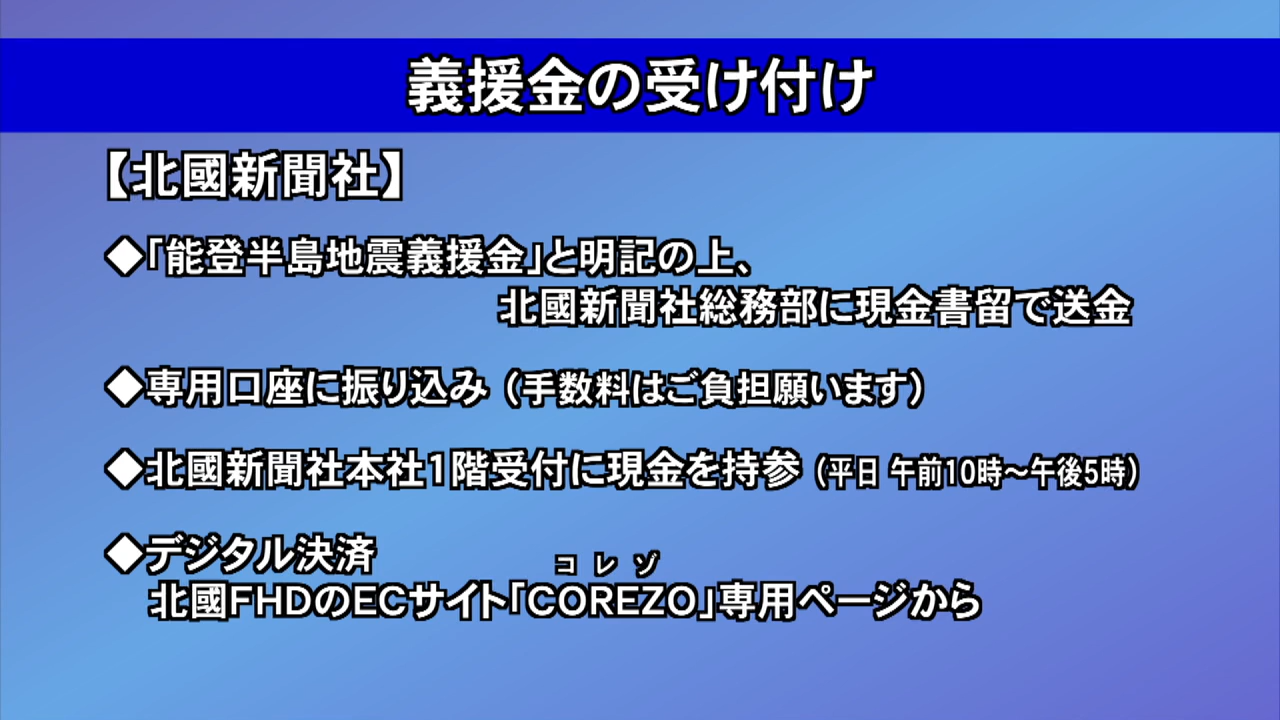 義援金の受け付け
【北國新聞社】
◆「能登半島地震義援金」と明記の上、
北國新聞社総務部に現金書留で送金
◆専用口座に振り込み（手数料はご負担願います）
◆北國新聞社本社1階受付に現金を持参（平日 午前10時～午後5時）
◆デジタル決済
コレゾ
北國FHDのECサイト「COREZO」専用ページから